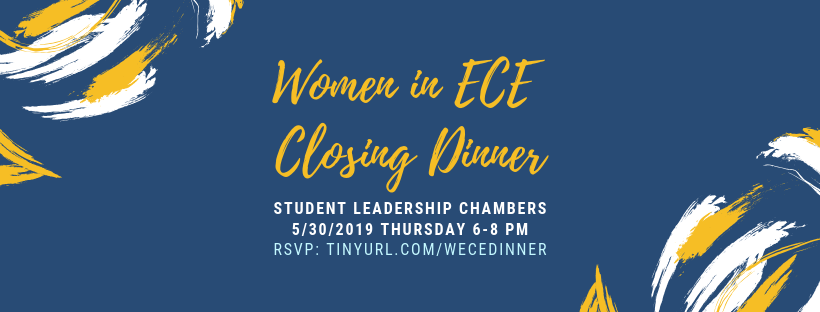 Women in ECE
Closing Dinner
STUDENT LEADERSHIP CHAMBERS
5/30/2019 THURSDAY 6-8 PM
RSVP: TINYURL.COM/WECEDINNER